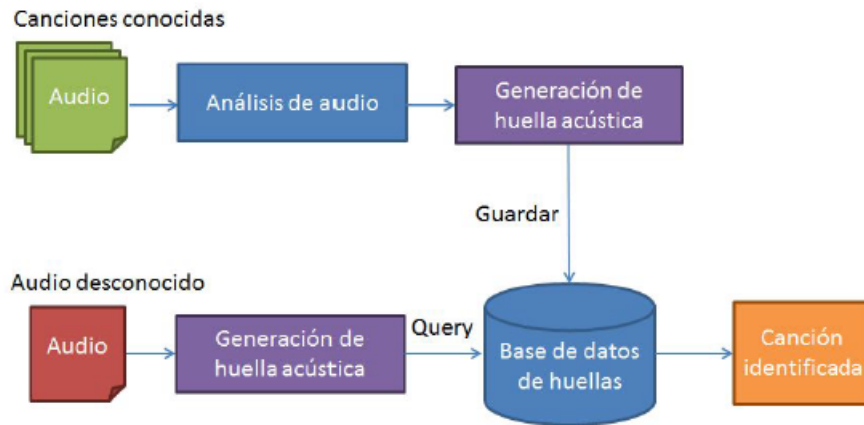 Canciones conocidas
Audio
Análisis de audio
Generación de
huella acústica
Guardar
Audio desconocido
Audio
Generación de
huella acústica
Query
Base de datos
de huellas
Canción
identificada